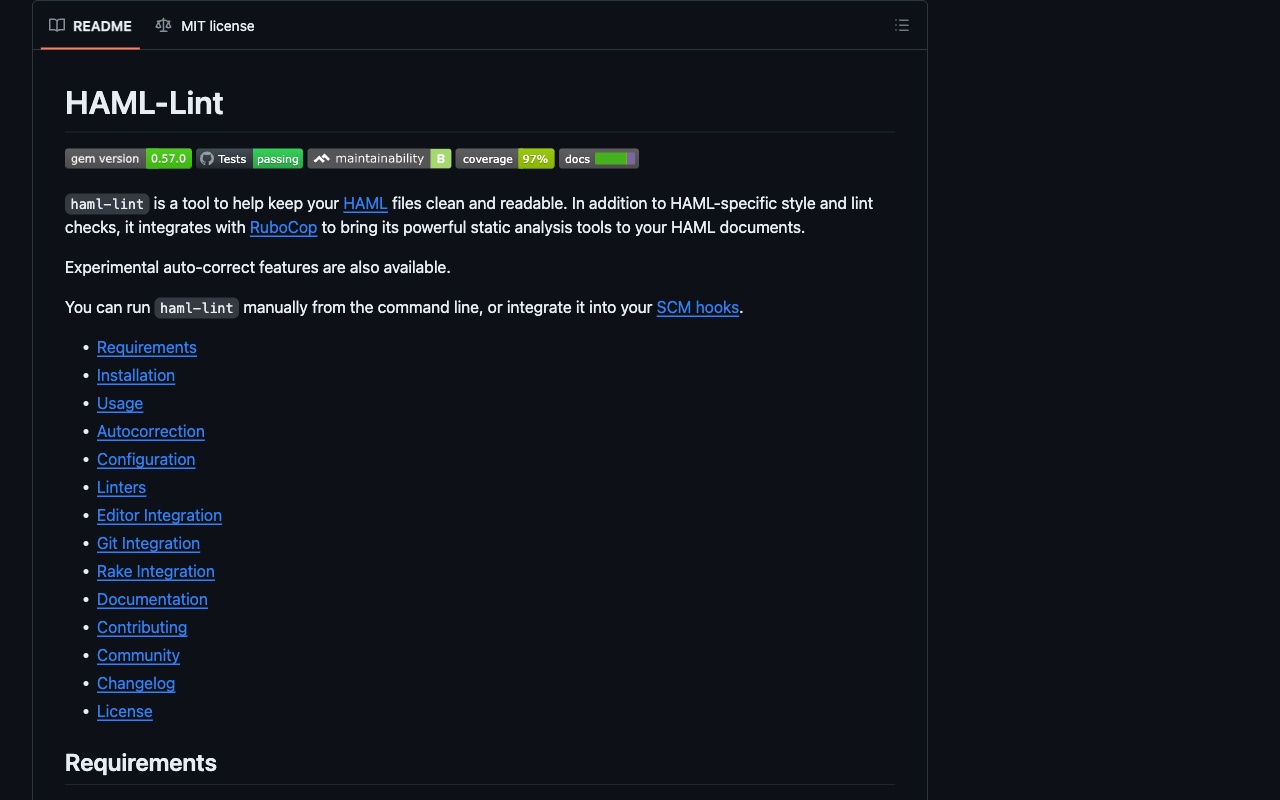 README MIT license
HAML-Lint
gem version 0.57.0 Tests passing maintainability B coverage 97% docs
haml-lint is a tool to help keep your HAML files clean and readable. In addition to HAML-specific style and lint
checks, it integrates with RuboCop to bring its powerful static analysis tools to your HAML documents.
Experimental auto-correct features are also available.
You can run haml-lint manually from the command line, or integrate it into your SCM hooks.
• Requirements
• Installation
• Usage
• Autocorrection
• Configuration
• Linters
• Editor Integration
• Git Integration
• Rake Integration
• Documentation
• Contributing
• Community
• Changelog
• License
Requirements